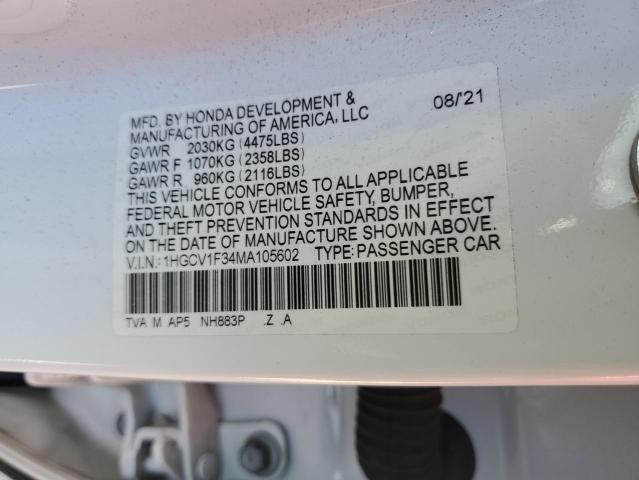 MFD. BY HONDA DEVELOPMENT & 08/'21
MANUFACTURING OF AMERICA, LLC
GVWR 2030KG (4475LBS)
GAWR F 1070KG (2358LBS)
GAWR R 960KG (2116LBS)
THIS VEHICLE CONFORMS TO ALL APPLICABLE
FEDERAL MOTOR VEHICLE SAFETY, BUMPER,
AND THEFT PREVENTION STANDARDS IN EFFECT
ON THE DATE OF MANUFACTURE SHOWN ABOVE.
V.I.N.: 1HGCV1F34MA105602 TYPE: PASSENGER CAR
TVA M AP5 NH883P .Z .A